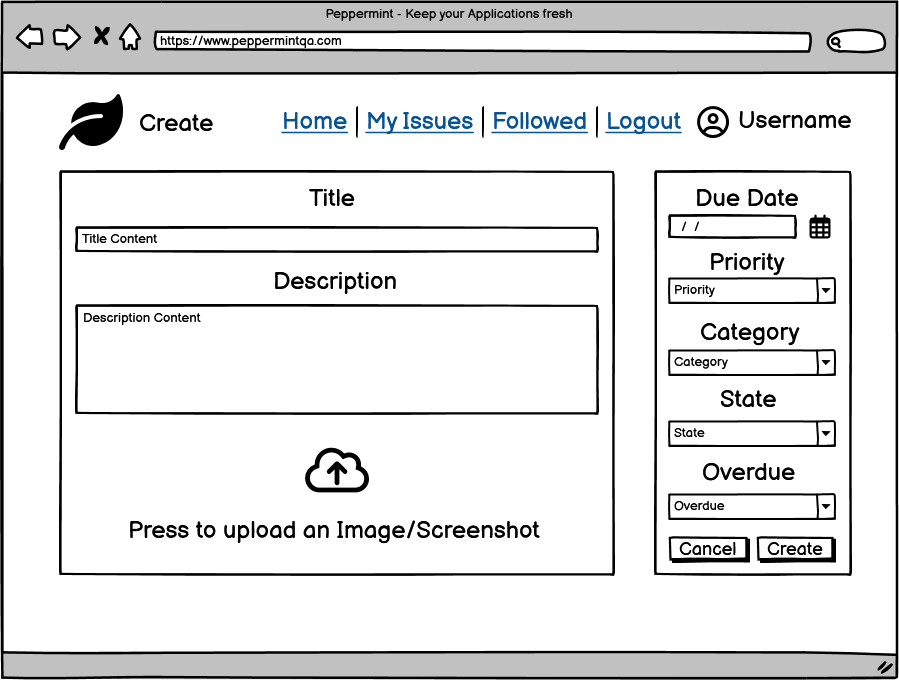 Peppermint - Keep your Applications fresh
https://www.peppermintqa.com
Create
Home | My Issues | Followed | Logout
Username
Title
Title Content
Description
Description Content
Press to upload an Image/Screenshot
Due Date
/ /
Priority
Priority
Category
Category
State
State
Overdue
Overdue
Cancel
Create